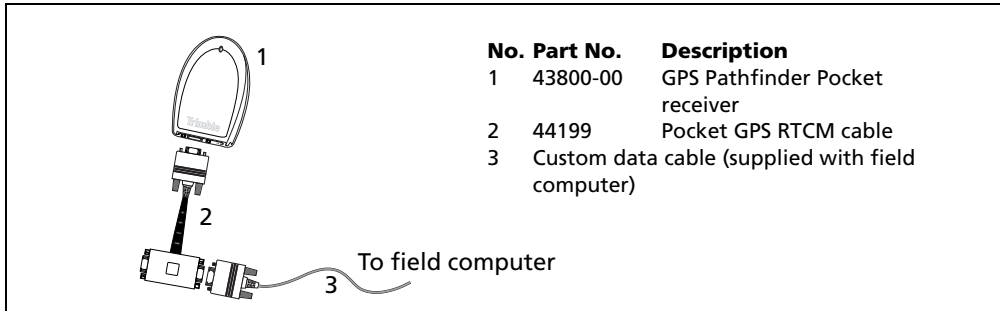 1
Trimble
2
3
To field computer
No. Part No. Description
1 43800-00 GPS Pathfinder Pocket
receiver
2 44199 Pocket GPS RTCM cable
3 Custom data cable (supplied with field
computer)